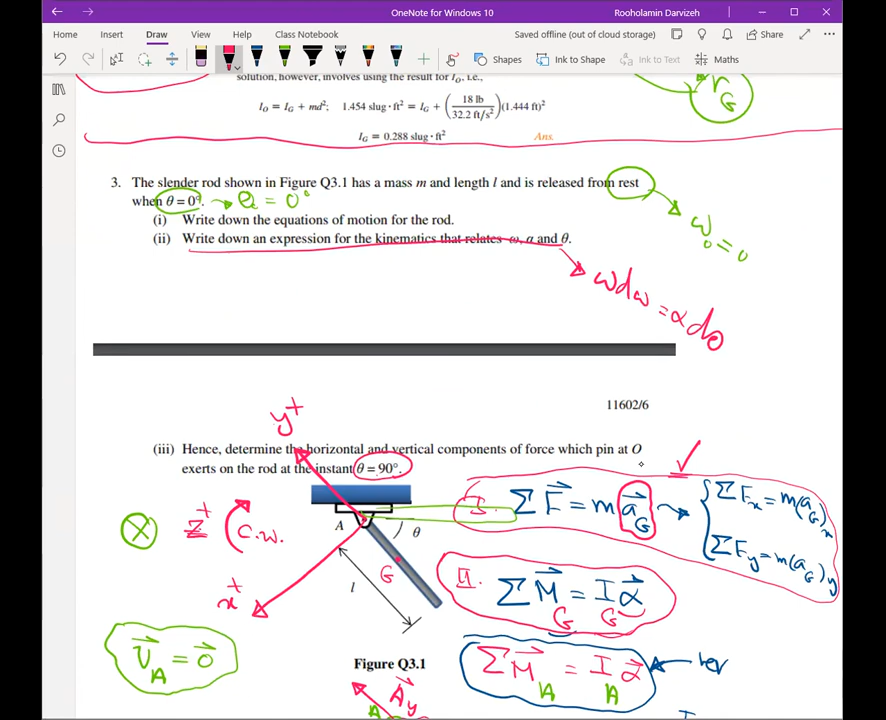 OneNote for Windows 10
Rooholamin Darvizeh
Home Insert Draw View Help Class Notebook
Saved offline (out of cloud storage)
Share
Shapes Ink to Shape Ink to Text Maths
solution, however, involves using the result for I_O, i.e.,
r_G
I_O = I_G + md²; 1.454 slug · ft² = I_G + (18 lb / 32.2 ft/s²)(1.444 ft)²
I_G = 0.288 slug · ft² Ans.
3. The slender rod shown in Figure Q3.1 has a mass m and length l and is released from rest
when θ = 0°. → θ = 0°
ω₀ = 0
(i) Write down the equations of motion for the rod.
(ii) Write down an expression for the kinematics that relates ω, α and θ.
ωdω = αdθ
11602/6
y+
(iii) Hence, determine the horizontal and vertical components of force which pin at O
exerts on the rod at the instant θ = 90°.
I. ΣF = m a_G → ΣF_x = m(a_G)_x
ΣF_y = m(a_G)_y
z+ C.W.
A θ
G
l
x+
II. ΣM_G = I_G α
V_A = 0
ΣM_A = I_A α
Figure Q3.1
A_y